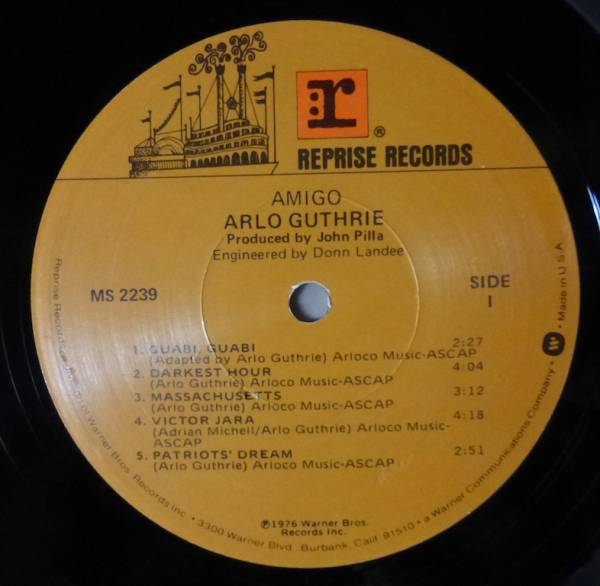 r
®
REPRISE RECORDS
AMIGO
ARLO GUTHRIE
Produced by John Pilla
Engineered by Donn Landee
MS 2239
SIDE
I
1. GUABI, GUABI 2:27
(Adapted by Arlo Guthrie) Arloco Music-ASCAP
2. DARKEST HOUR 4:04
(Arlo Guthrie) Arloco Music-ASCAP
3. MASSACHUSETTS 3:12
(Arlo Guthrie) Arloco Music-ASCAP
4. VICTOR JARA 4:18
(Adrian Michell/Arlo Guthrie) Arloco Music-
ASCAP
5. PATRIOTS' DREAM 2:51
(Arlo Guthrie) Arloco Music-ASCAP
℗1976 Warner Bros.
Records Inc.
Reprise Records, of Warner Bros. Records Inc. • 3300 Warner Blvd., Burbank, Calif. 91510 • a Warner Communications Company • W • Made in U.S.A.